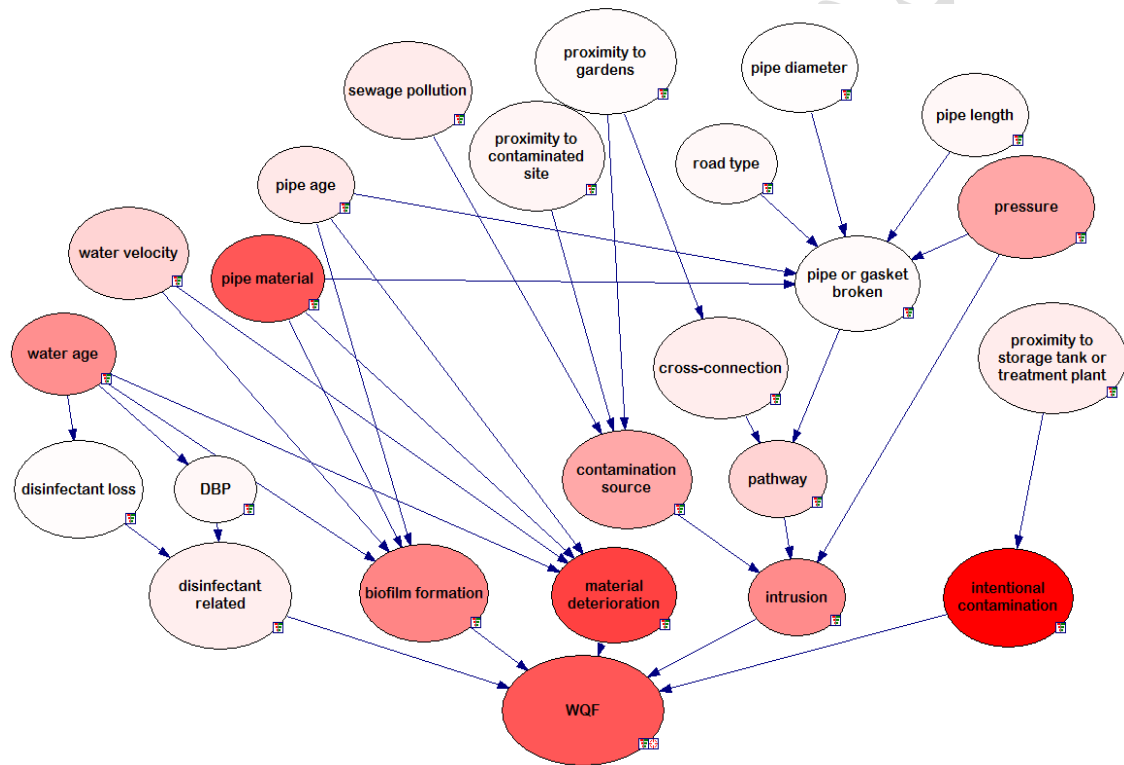 proximity to
gardens
pipe diameter
sewage pollution
pipe length
proximity to
contaminated
site
road type
pipe age
pressure
water velocity
pipe material
pipe or gasket
broken
water age
cross-connection
proximity to
storage tank or
treatment plant
contamination
source
pathway
disinfectant loss
DBP
disinfectant
related
biofilm formation
material
deterioration
intrusion
intentional
contamination
WQF